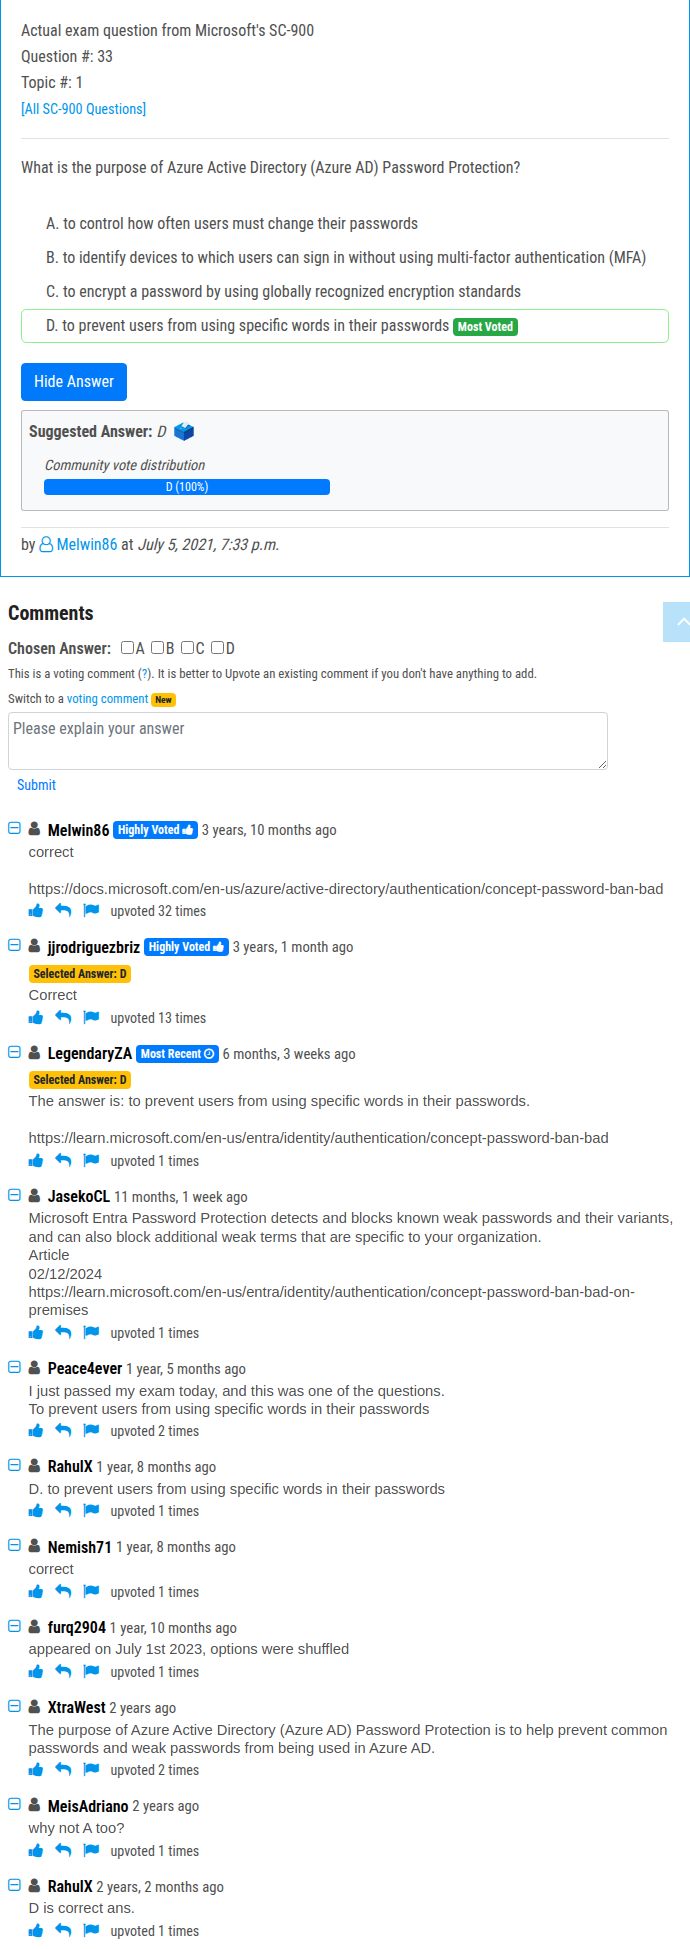 Actual exam question from Microsoft's SC-900
Question #: 33
Topic #: 1
[All SC-900 Questions]
What is the purpose of Azure Active Directory (Azure AD) Password Protection?
A. to control how often users must change their passwords
B. to identify devices to which users can sign in without using multi-factor authentication (MFA)
C. to encrypt a password by using globally recognized encryption standards
D. to prevent users from using specific words in their passwords Most Voted
Hide Answer
Suggested Answer: D
Community vote distribution
D (100%)
by Melwin86 at July 5, 2021, 7:33 p.m.
Comments
Chosen Answer: A B C D
This is a voting comment (?). It is better to Upvote an existing comment if you don't have anything to add.
Switch to a voting comment New
Please explain your answer
Submit
Melwin86 Highly Voted 3 years, 10 months ago
correct
https://docs.microsoft.com/en-us/azure/active-directory/authentication/concept-password-ban-bad
upvoted 32 times
jjrodriguezbriz Highly Voted 3 years, 1 month ago
Selected Answer: D
Correct
upvoted 13 times
LegendaryZA Most Recent 6 months, 3 weeks ago
Selected Answer: D
The answer is: to prevent users from using specific words in their passwords.
https://learn.microsoft.com/en-us/entra/identity/authentication/concept-password-ban-bad
upvoted 1 times
JasekoCL 11 months, 1 week ago
Microsoft Entra Password Protection detects and blocks known weak passwords and their variants,
and can also block additional weak terms that are specific to your organization.
Article
02/12/2024
https://learn.microsoft.com/en-us/entra/identity/authentication/concept-password-ban-bad-on-
premises
upvoted 1 times
Peace4ever 1 year, 5 months ago
I just passed my exam today, and this was one of the questions.
To prevent users from using specific words in their passwords
upvoted 2 times
RahulX 1 year, 8 months ago
D. to prevent users from using specific words in their passwords
upvoted 1 times
Nemish71 1 year, 8 months ago
correct
upvoted 1 times
furq2904 1 year, 10 months ago
appeared on July 1st 2023, options were shuffled
upvoted 1 times
XtraWest 2 years ago
The purpose of Azure Active Directory (Azure AD) Password Protection is to help prevent common
passwords and weak passwords from being used in Azure AD.
upvoted 2 times
MeisAdriano 2 years ago
why not A too?
upvoted 1 times
RahulX 2 years, 2 months ago
D is correct ans.
upvoted 1 times